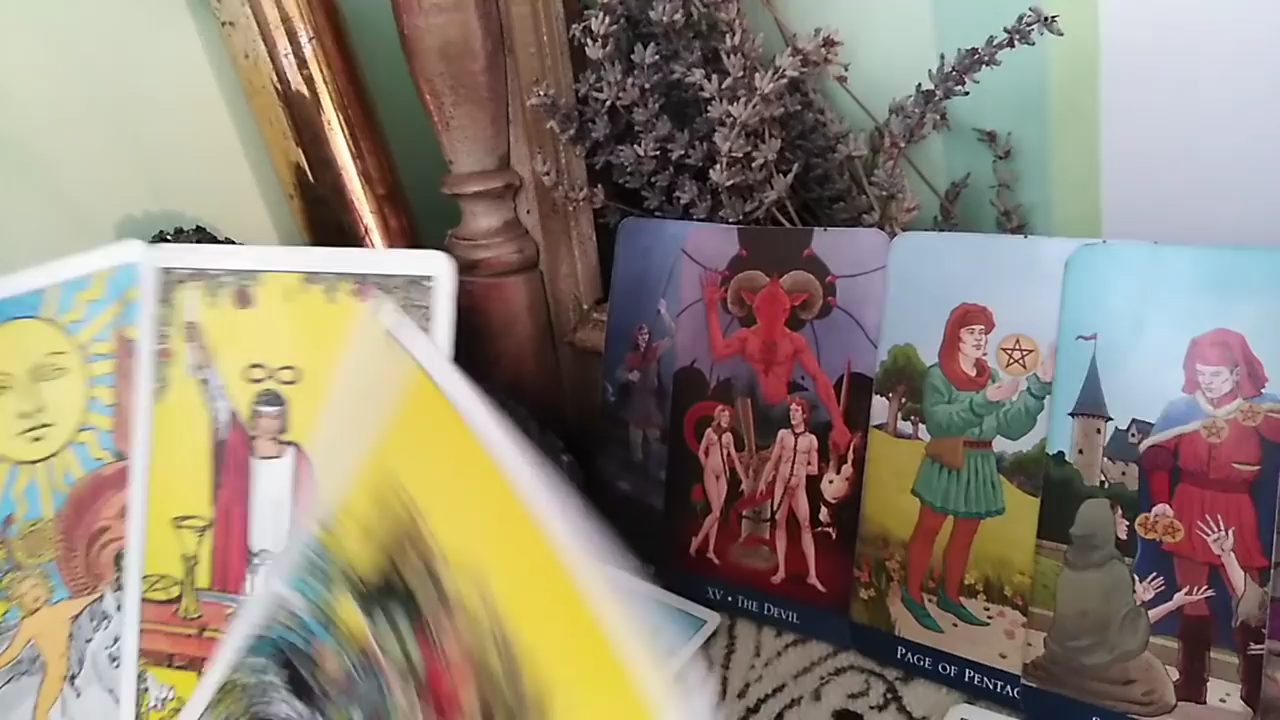 XV • THE DEVIL
PAGE OF PENTAC